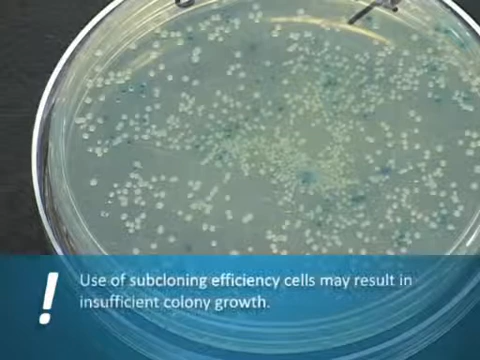 !
Use of subcloning efficiency cells may result in
insufficient colony growth.